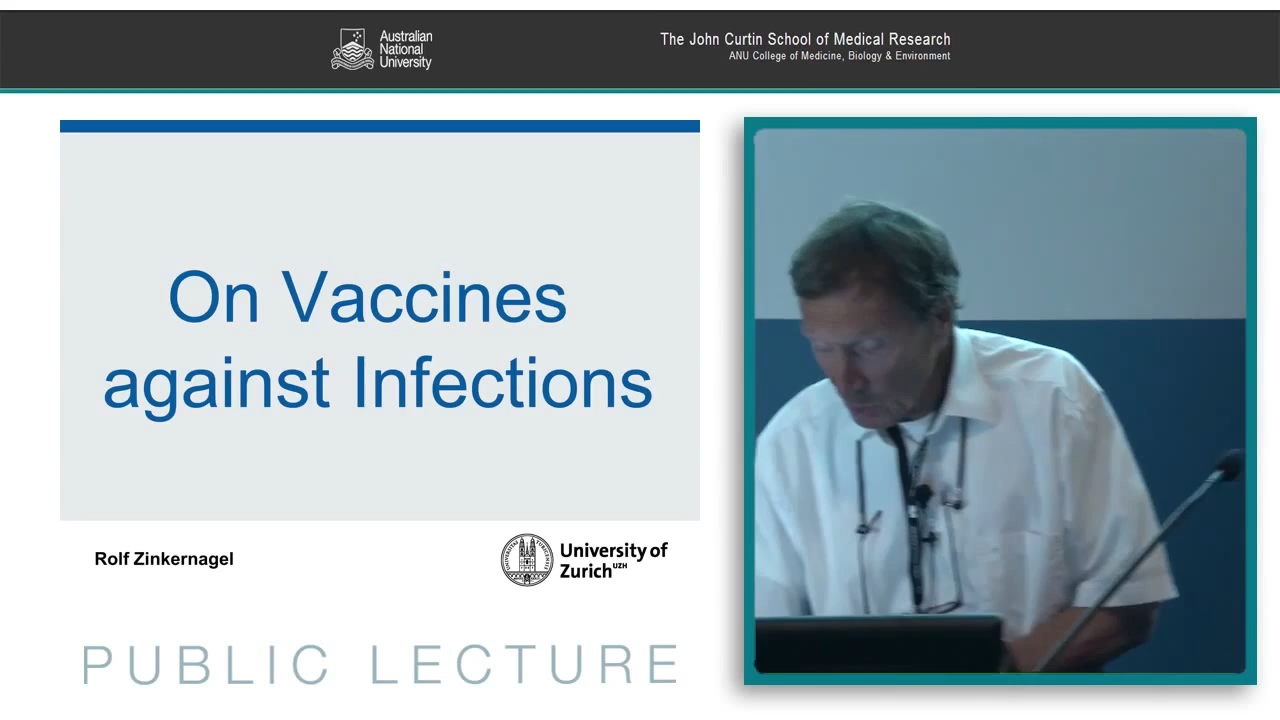 Australian
National
University
The John Curtin School of Medical Research
ANU College of Medicine, Biology & Environment
On Vaccines
against Infections
Rolf Zinkernagel
University of
Zurich UZH
PUBLIC LECTURE